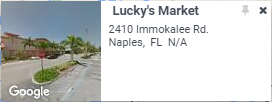 Lucky's Market
2410 Immokalee Rd.
Naples, FL N/A
Google